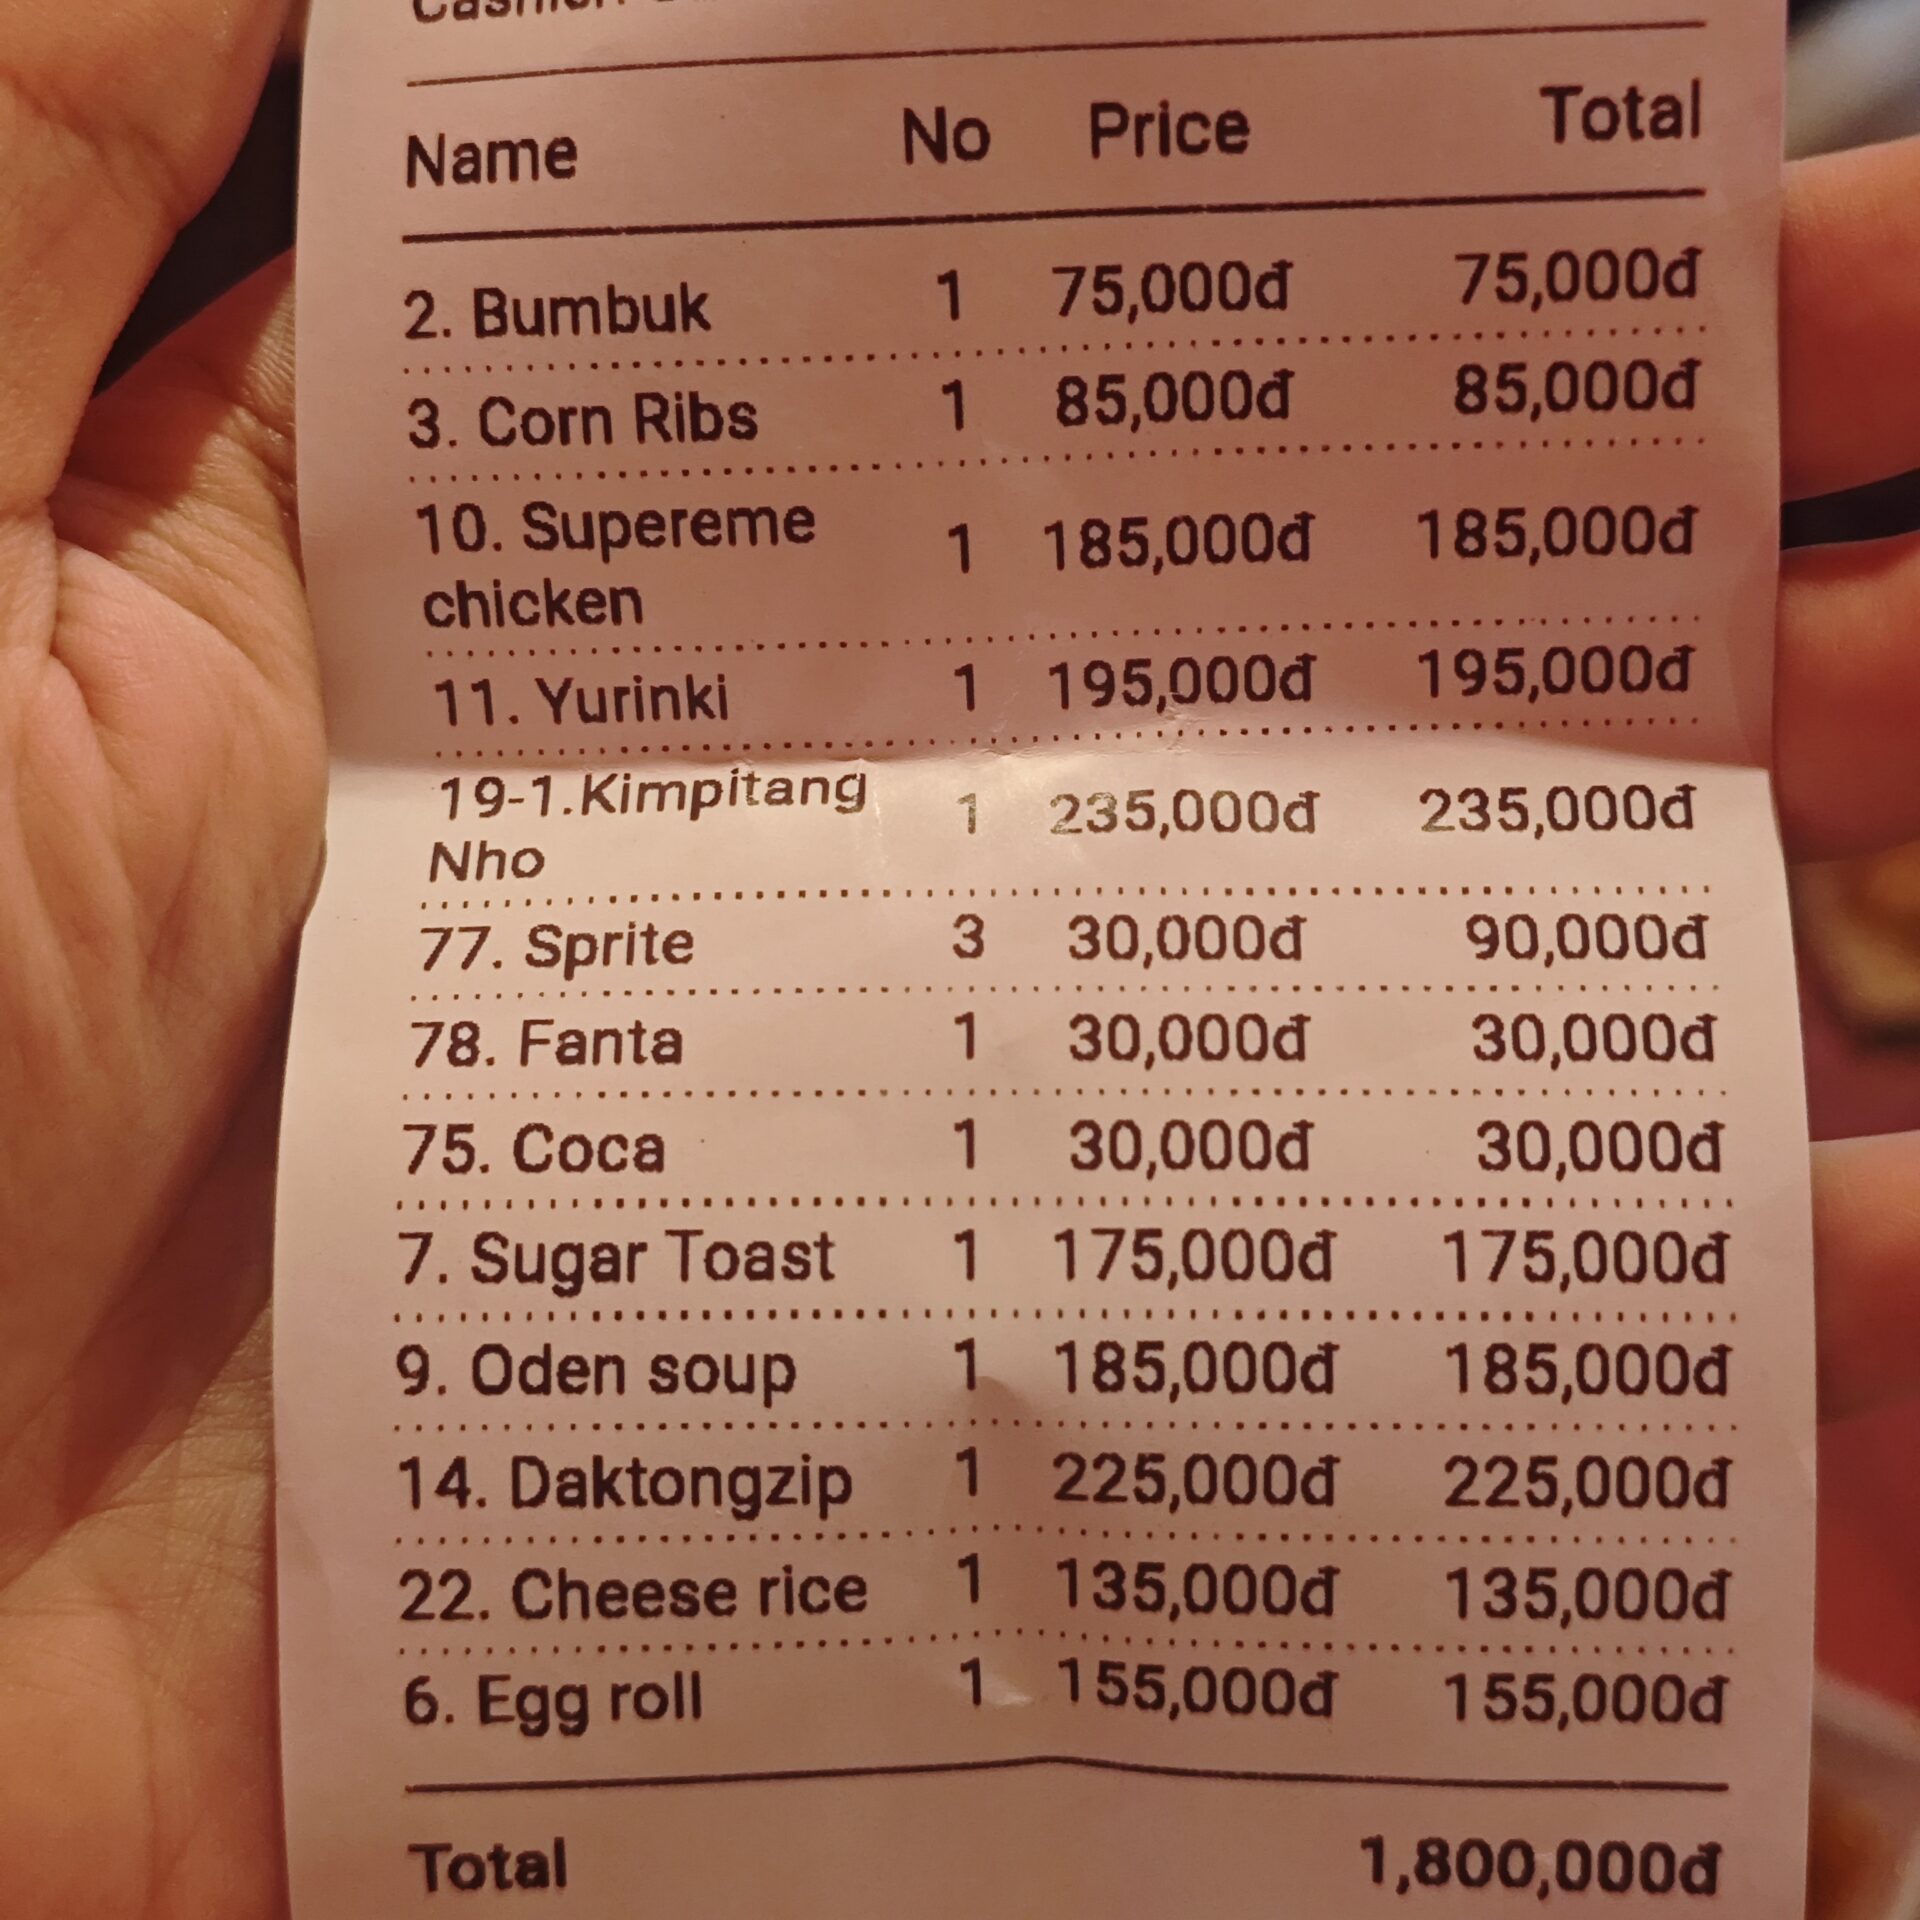 Name No Price Total
2. Bumbuk 1 75,000đ 75,000đ
3. Corn Ribs 1 85,000đ 85,000đ
10. Supereme
chicken 1 185,000đ 185,000đ
11. Yurinki 1 195,000đ 195,000đ
19-1.Kimpitang
Nho 1 235,000đ 235,000đ
77. Sprite 3 30,000đ 90,000đ
78. Fanta 1 30,000đ 30,000đ
75. Coca 1 30,000đ 30,000đ
7. Sugar Toast 1 175,000đ 175,000đ
9. Oden soup 1 185,000đ 185,000đ
14. Daktongzip 1 225,000đ 225,000đ
22. Cheese rice 1 135,000đ 135,000đ
6. Egg roll 1 155,000đ 155,000đ
Total 1,800,000đ